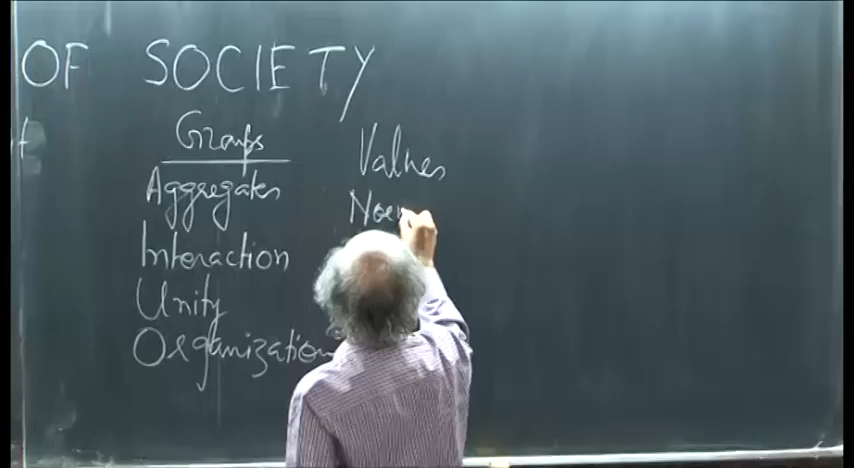 OF SOCIETY
Groups
Aggregates
Interaction
Unity
Organization
Values
Nor